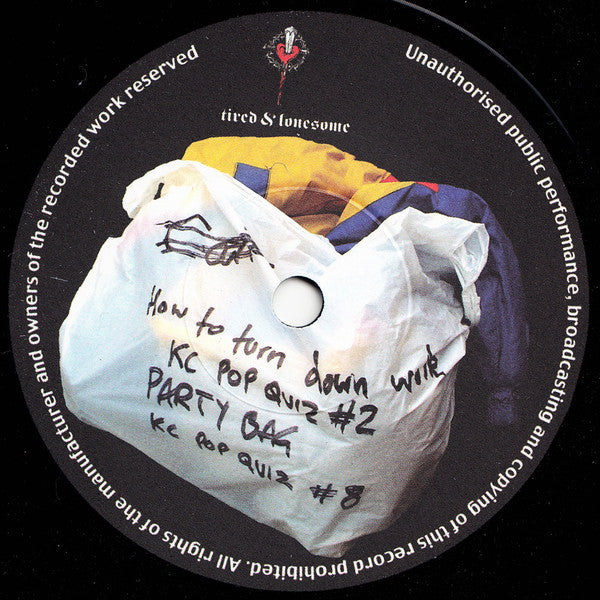 tired & lonesome
How to turn down work
KC POP QUIZ #2
PARTY BAG
KC POP QUIZ #8
All rights of the manufacturer and owners of the recorded work reserved
Unauthorised public performance, broadcasting and copying of this record prohibited.